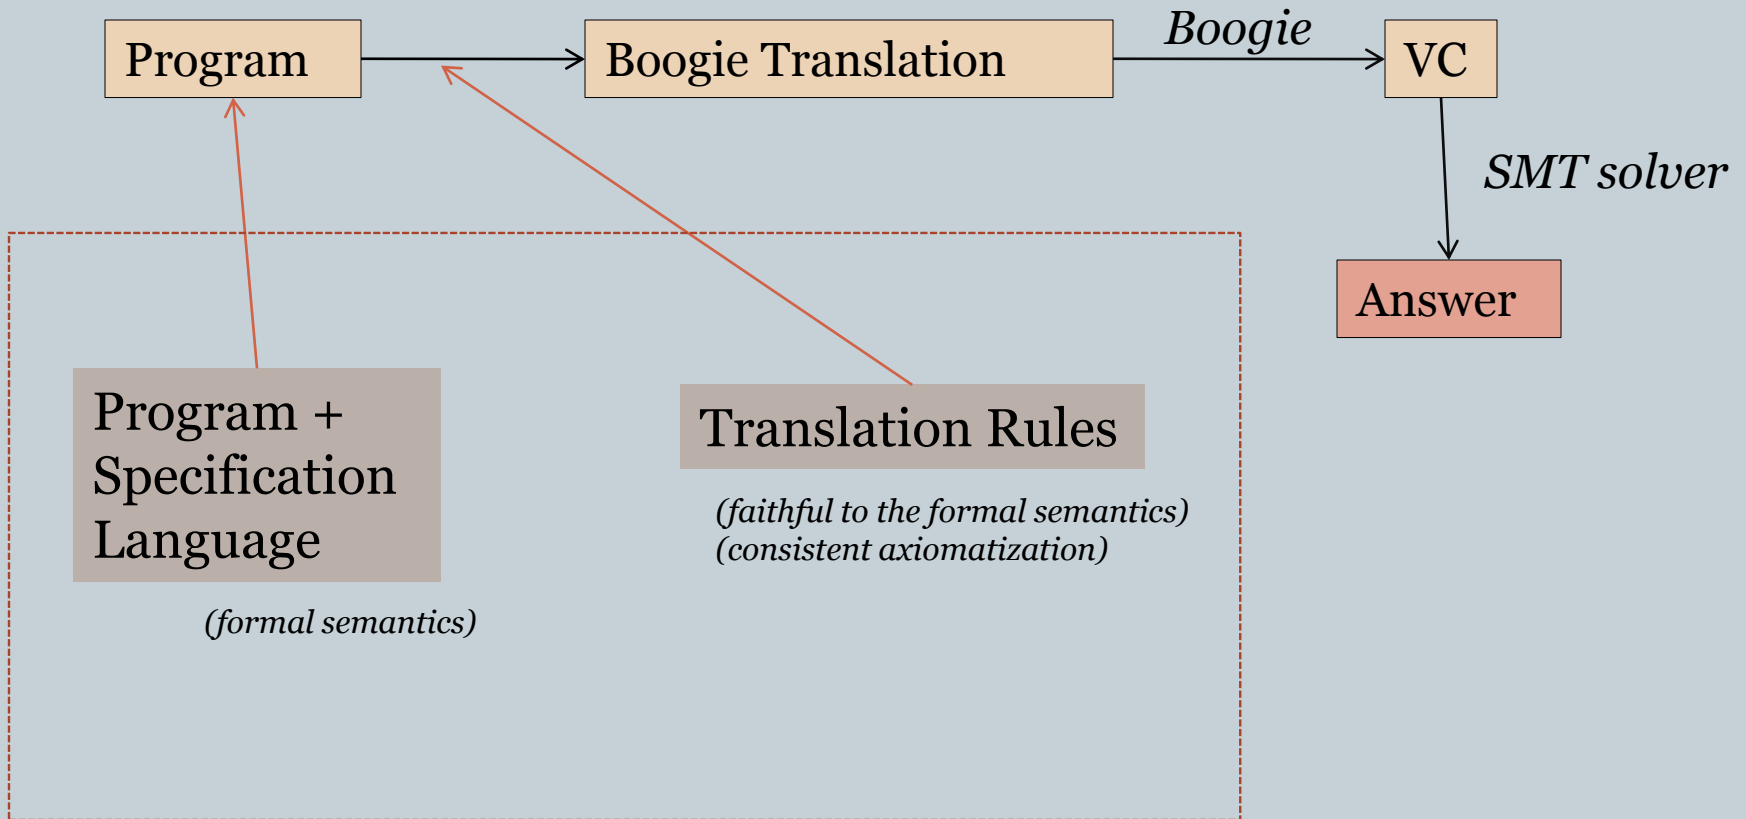 Program
Boogie Translation
Boogie
VC
SMT solver
Answer
Program +
Specification
Language
Translation Rules
(faithful to the formal semantics)
(consistent axiomatization)
(formal semantics)